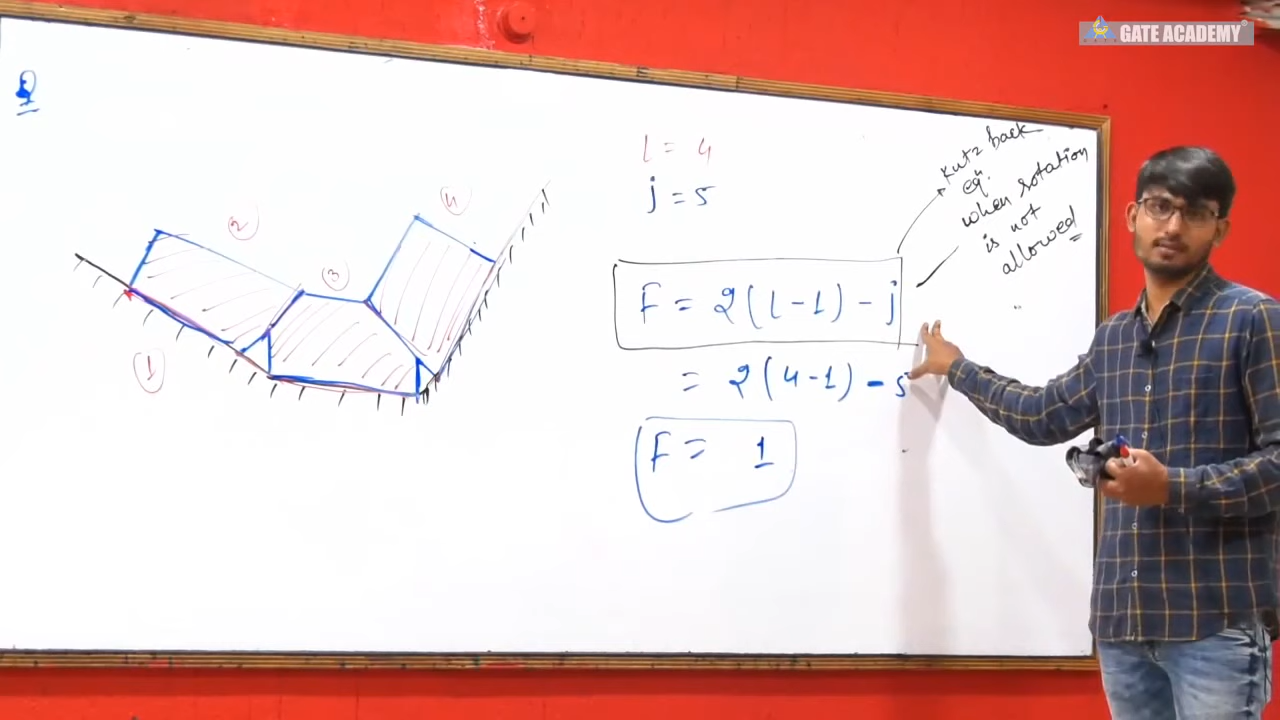 Q
1
2
3
4
l = 4
j = 5
Kutz back
eqn.
when rotation
is not
allowed
F = 2(l-1)-j
= 2(4-1)-5
F = 1
GATE ACADEMY